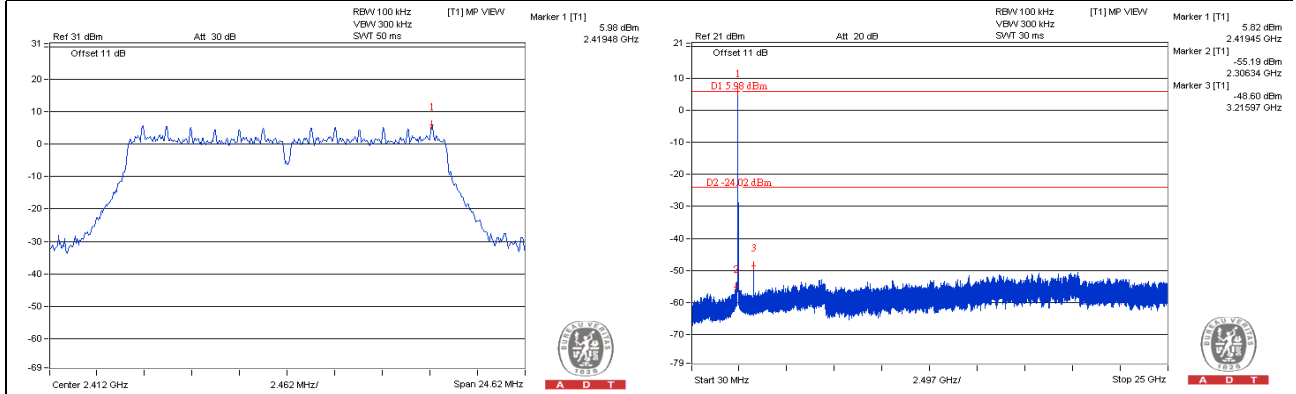 RBW 100 kHz
[T1] MP VIEW
Marker 1 [T1]
VBW 300 kHz
5.98 dBm
Ref 31 dBm
Att 30 dB
SWT 50 ms
2.41948 GHz
31
Offset 11 dB
20
10
1
0
-10
-20
-30
-40
-50
-60
-69
Center 2.412 GHz
2.462 MHz/
Span 24.62 MHz
BUREAU VERITAS
1828
A D T
RBW 100 kHz
[T1] MP VIEW
Marker 1 [T1]
VBW 300 kHz
5.82 dBm
Ref 21 dBm
Att 20 dB
SWT 30 ms
2.41945 GHz
Marker 2 [T1]
-55.19 dBm
2.30634 GHz
Marker 3 [T1]
-48.60 dBm
3.21597 GHz
21
Offset 11 dB
10
1
D1 5.98 dBm
0
-10
-20
D2 -24.02 dBm
-30
-40
3
-50
2
-60
-70
-79
Start 30 MHz
2.497 GHz/
Stop 25 GHz
BUREAU VERITAS
1828
A D T